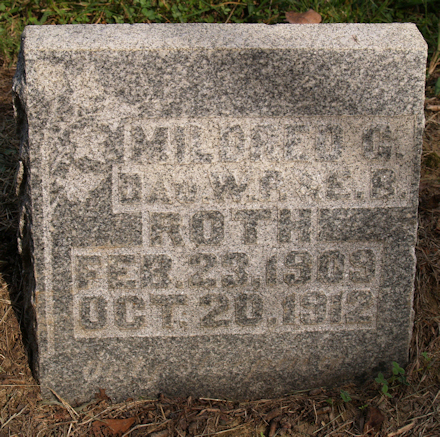 MILDRED C.
DAU W. & E. B.
ROTH
FEB. 23, 1909
OCT. 20, 1912